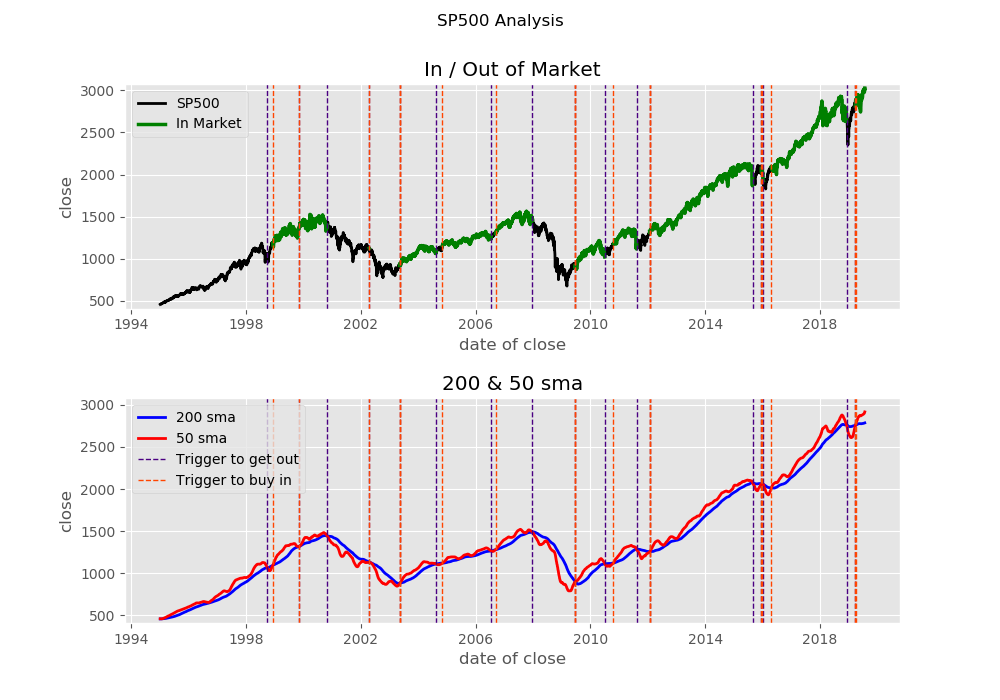 SP500 Analysis
In / Out of Market
SP500
In Market
close
3000
2500
2000
1500
1000
500
1994 1998 2002 2006 2010 2014 2018
date of close
200 & 50 sma
200 sma
50 sma
Trigger to get out
Trigger to buy in
close
3000
2500
2000
1500
1000
500
1994 1998 2002 2006 2010 2014 2018
date of close